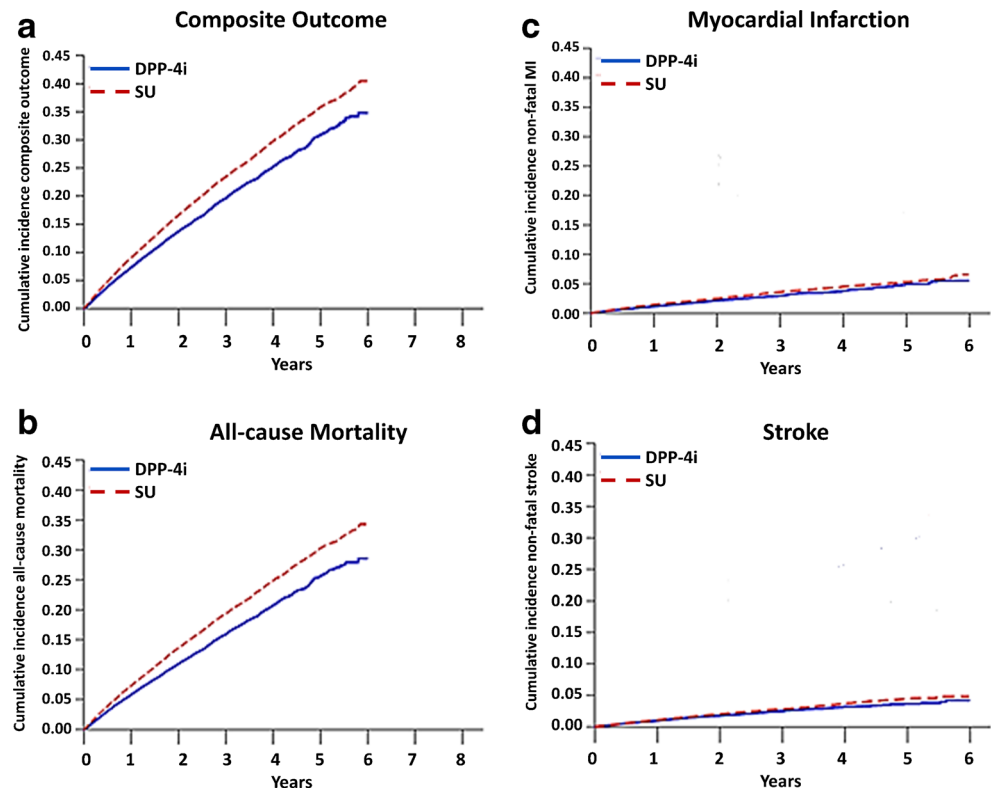 a
Composite Outcome
Cumulative incidence composite outcome
0.45
0.40
0.35
0.30
0.25
0.20
0.15
0.10
0.05
0.00
DPP-4i
SU
0 1 2 3 4 5 6 7 8
Years
c
Myocardial Infarction
Cumulative incidence non-fatal MI
0.45
0.40
0.35
0.30
0.25
0.20
0.15
0.10
0.05
0.00
DPP-4i
SU
0 1 2 3 4 5 6
Years
b
All-cause Mortality
Cumulative incidence all-cause mortality
0.45
0.40
0.35
0.30
0.25
0.20
0.15
0.10
0.05
0.00
DPP-4i
SU
0 1 2 3 4 5 6 7 8
Years
d
Stroke
Cumulative incidence non-fatal stroke
0.45
0.40
0.35
0.30
0.25
0.20
0.15
0.10
0.05
0.00
DPP-4i
SU
0 1 2 3 4 5 6
Years